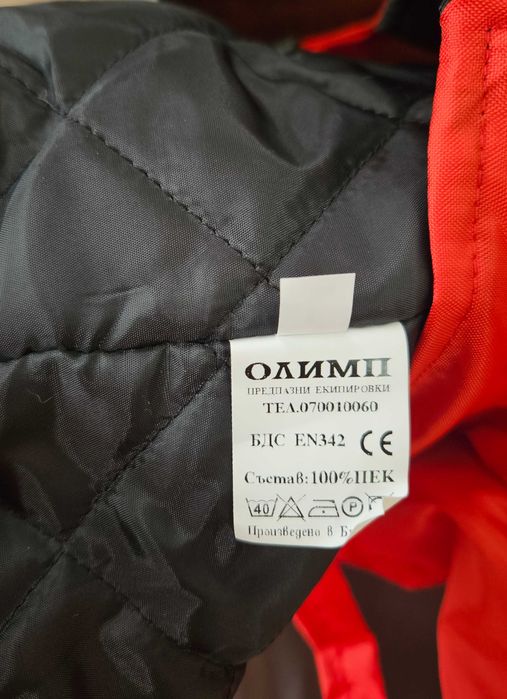 ОЛИМП
ПРЕДПАЗНИ ЕКИПИРОВКИ
ТЕЛ.070010060
БДС EN342 CE
Състав:100%ПЕК
40 P
Произведено в